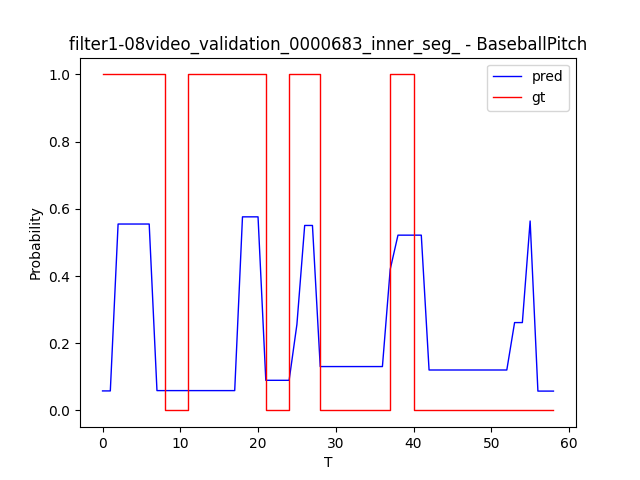 filter1-08video_validation_0000683_inner_seg_ - BaseballPitch
pred
gt
1.0
0.8
0.6
0.4
0.2
0.0
Probability
0
10
20
30
40
50
60
T